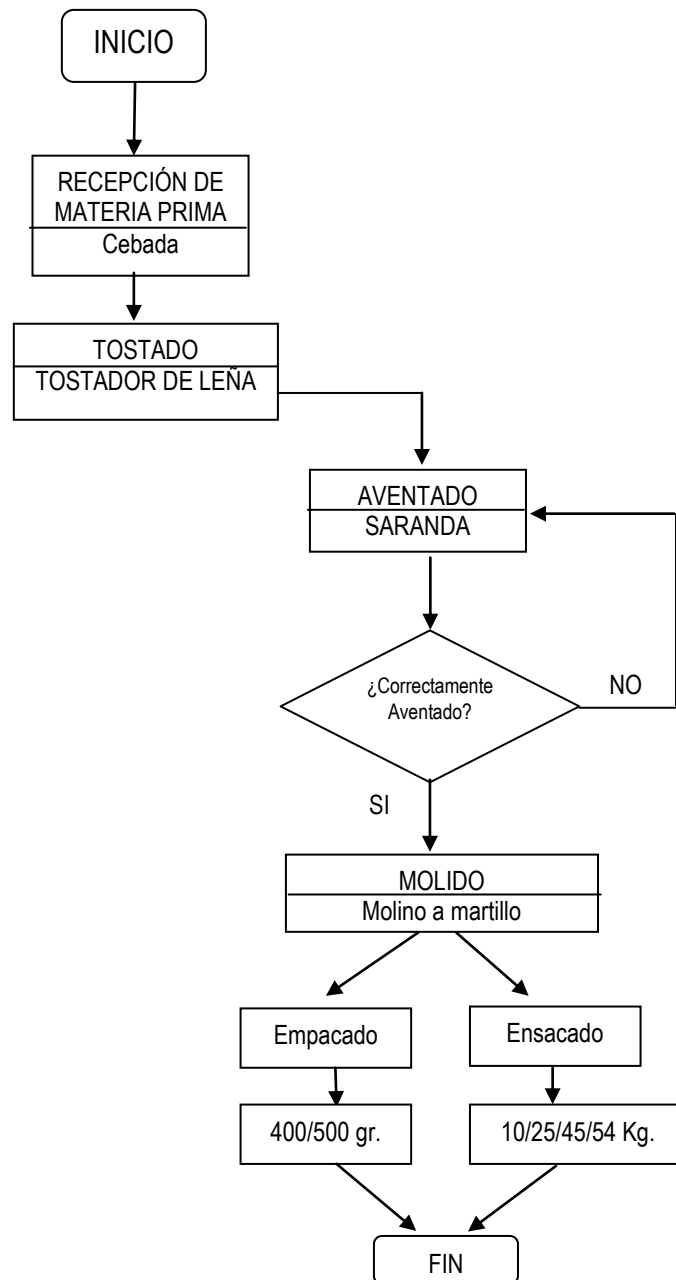 INICIO
RECEPCIÓN DE
MATERIA PRIMA
Cebada
TOSTADO
TOSTADOR DE LEÑA
AVENTADO
SARANDA
¿Correctamente
Aventado?
NO
SI
MOLIDO
Molino a martillo
Empacado
Ensacado
400/500 gr.
10/25/45/54 Kg.
FIN